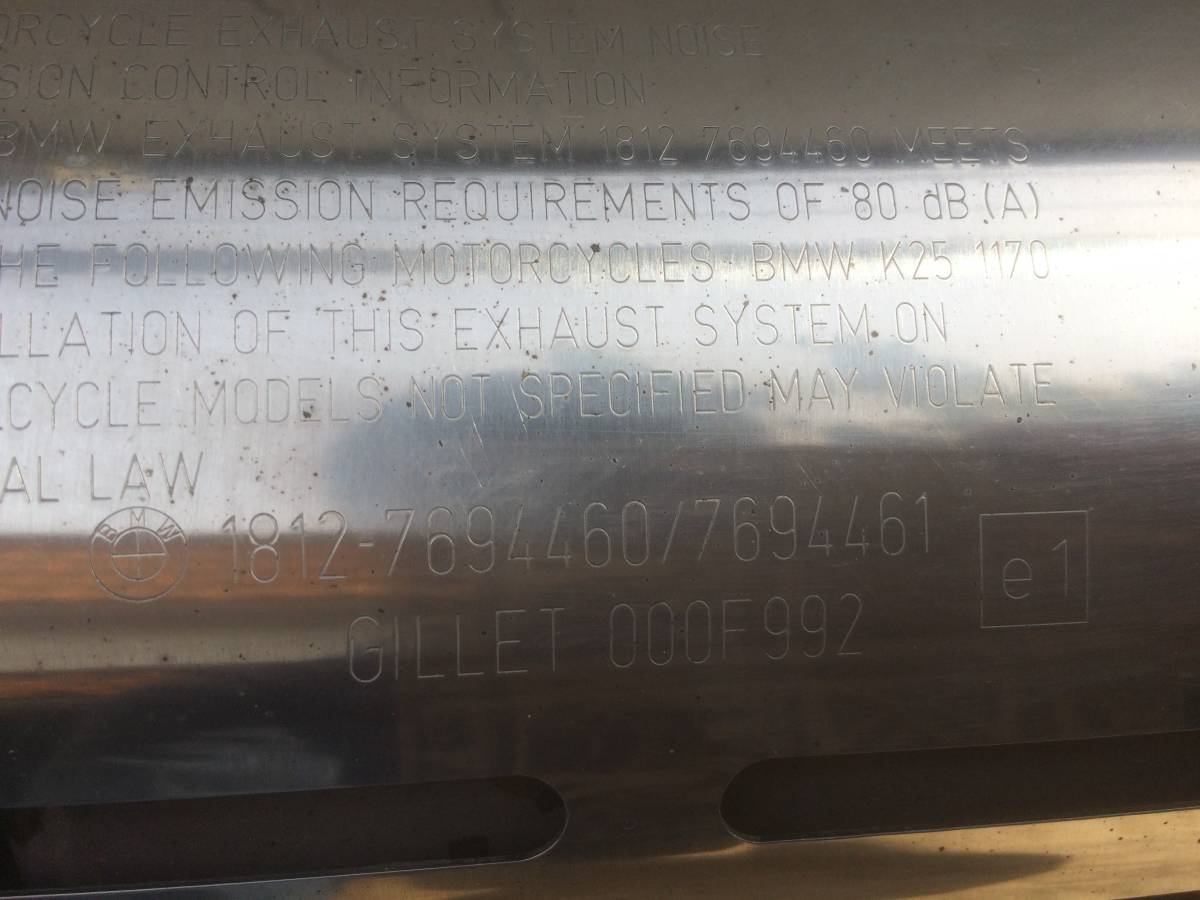 ORCYCLE EXHAUST SYSTEM NOISE
SSION CONTROL INFORMATION
BMW EXHAUST SYSTEM 1812 7694460 MEETS
NOISE EMISSION REQUIREMENTS OF 80 dB(A)
HE FOLLOWING MOTORCYCLES: BMW K25 1170
LLATION OF THIS EXHAUST SYSTEM ON
RCYCLE MODELS NOT SPECIFIED MAY VIOLATE
AL LAW
BMW 1812-7694460/7694461 e1
GILLET 000F992